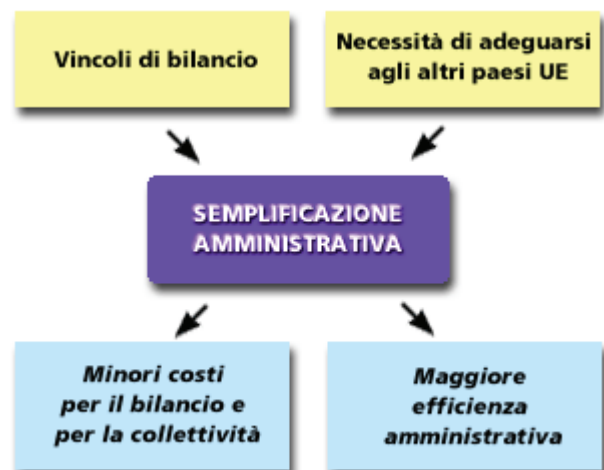 Vincoli di bilancio
Necessità di adeguarsi
agli altri paesi UE
SEMPLIFICAZIONE
AMMINISTRATIVA
Minori costi
per il bilancio e
per la collettività
Maggiore
efficienza
amministrativa